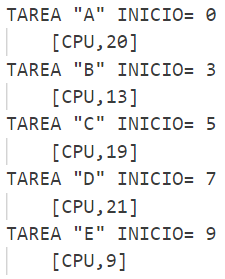 TAREA "A" INICIO= 0
[CPU,20]
TAREA "B" INICIO= 3
[CPU,13]
TAREA "C" INICIO= 5
[CPU,19]
TAREA "D" INICIO= 7
[CPU,21]
TAREA "E" INICIO= 9
[CPU,9]